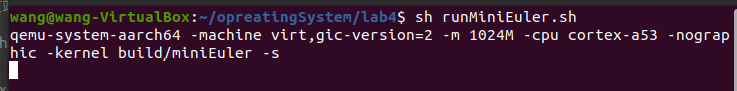 wang@wang-VirtualBox:~/opreatingSystem/lab4$ sh runMiniEuler.sh
qemu-system-aarch64 -machine virt,gic-version=2 -m 1024M -cpu cortex-a53 -nograp
hic -kernel build/miniEuler -s